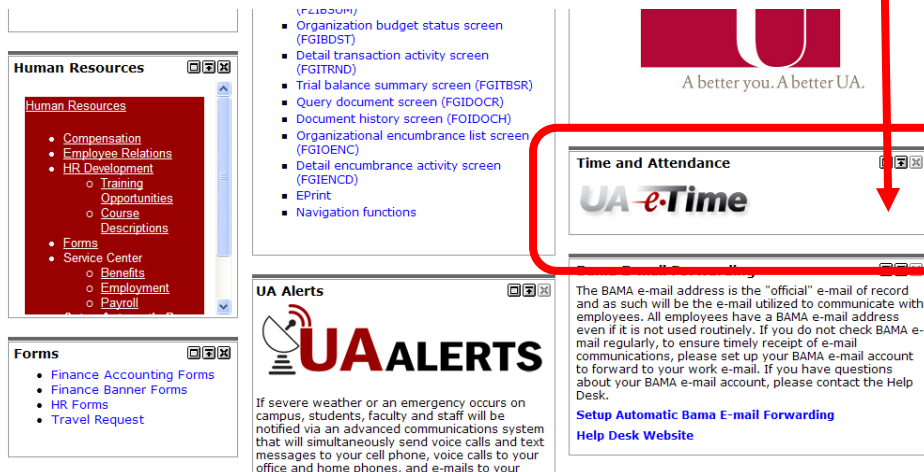 Human Resources
Human Resources
• Compensation
• Employee Relations
• HR Development
o Training
Opportunities
o Course
Descriptions
• Forms
• Service Center
o Benefits
o Employment
o Payroll
Forms
• Finance Accounting Forms
• Finance Banner Forms
• HR Forms
• Travel Request
(FZIBSUM)
▪ Organization budget status screen
(FGIBDST)
▪ Detail transaction activity screen
(FGITRND)
▪ Trial balance summary screen (FGITBSR)
▪ Query document screen (FGIDOCR)
▪ Document history screen (FOIDOCH)
▪ Organizational encumbrance list screen
(FGIOENC)
▪ Detail encumbrance activity screen
(FGIENCD)
▪ EPrint
▪ Navigation functions
UA Alerts
UA ALERTS
If severe weather or an emergency occurs on
campus, students, faculty and staff will be
notified via an advanced communications system
that will simultaneously send voice calls and text
messages to your cell phone, voice calls to your
office and home phones, and e-mails to your
A better you. A better UA.
Time and Attendance
UA e-Time
Bama E-mail Forwarding
The BAMA e-mail address is the "official" e-mail of record
and as such will be the e-mail utilized to communicate with
employees. All employees have a BAMA e-mail address
even if it is not used routinely. If you do not check BAMA e-
mail regularly, to ensure timely receipt of e-mail
communications, please set up your BAMA e-mail account
to forward to your work e-mail. If you have questions
about your BAMA e-mail account, please contact the Help
Desk.
Setup Automatic Bama E-mail Forwarding
Help Desk Website